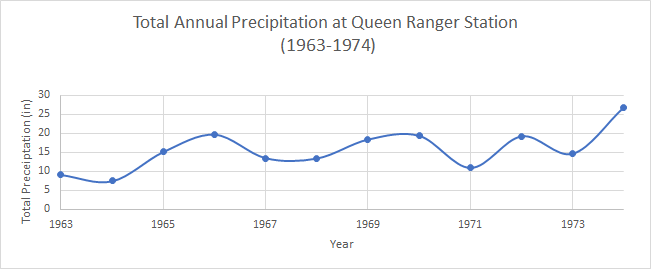 Total Annual Precipitation at Queen Ranger Station
(1963-1974)
Total Preceiptation (in)
30
25
20
15
10
5
0
1963 1965 1967 1969 1971 1973
Year